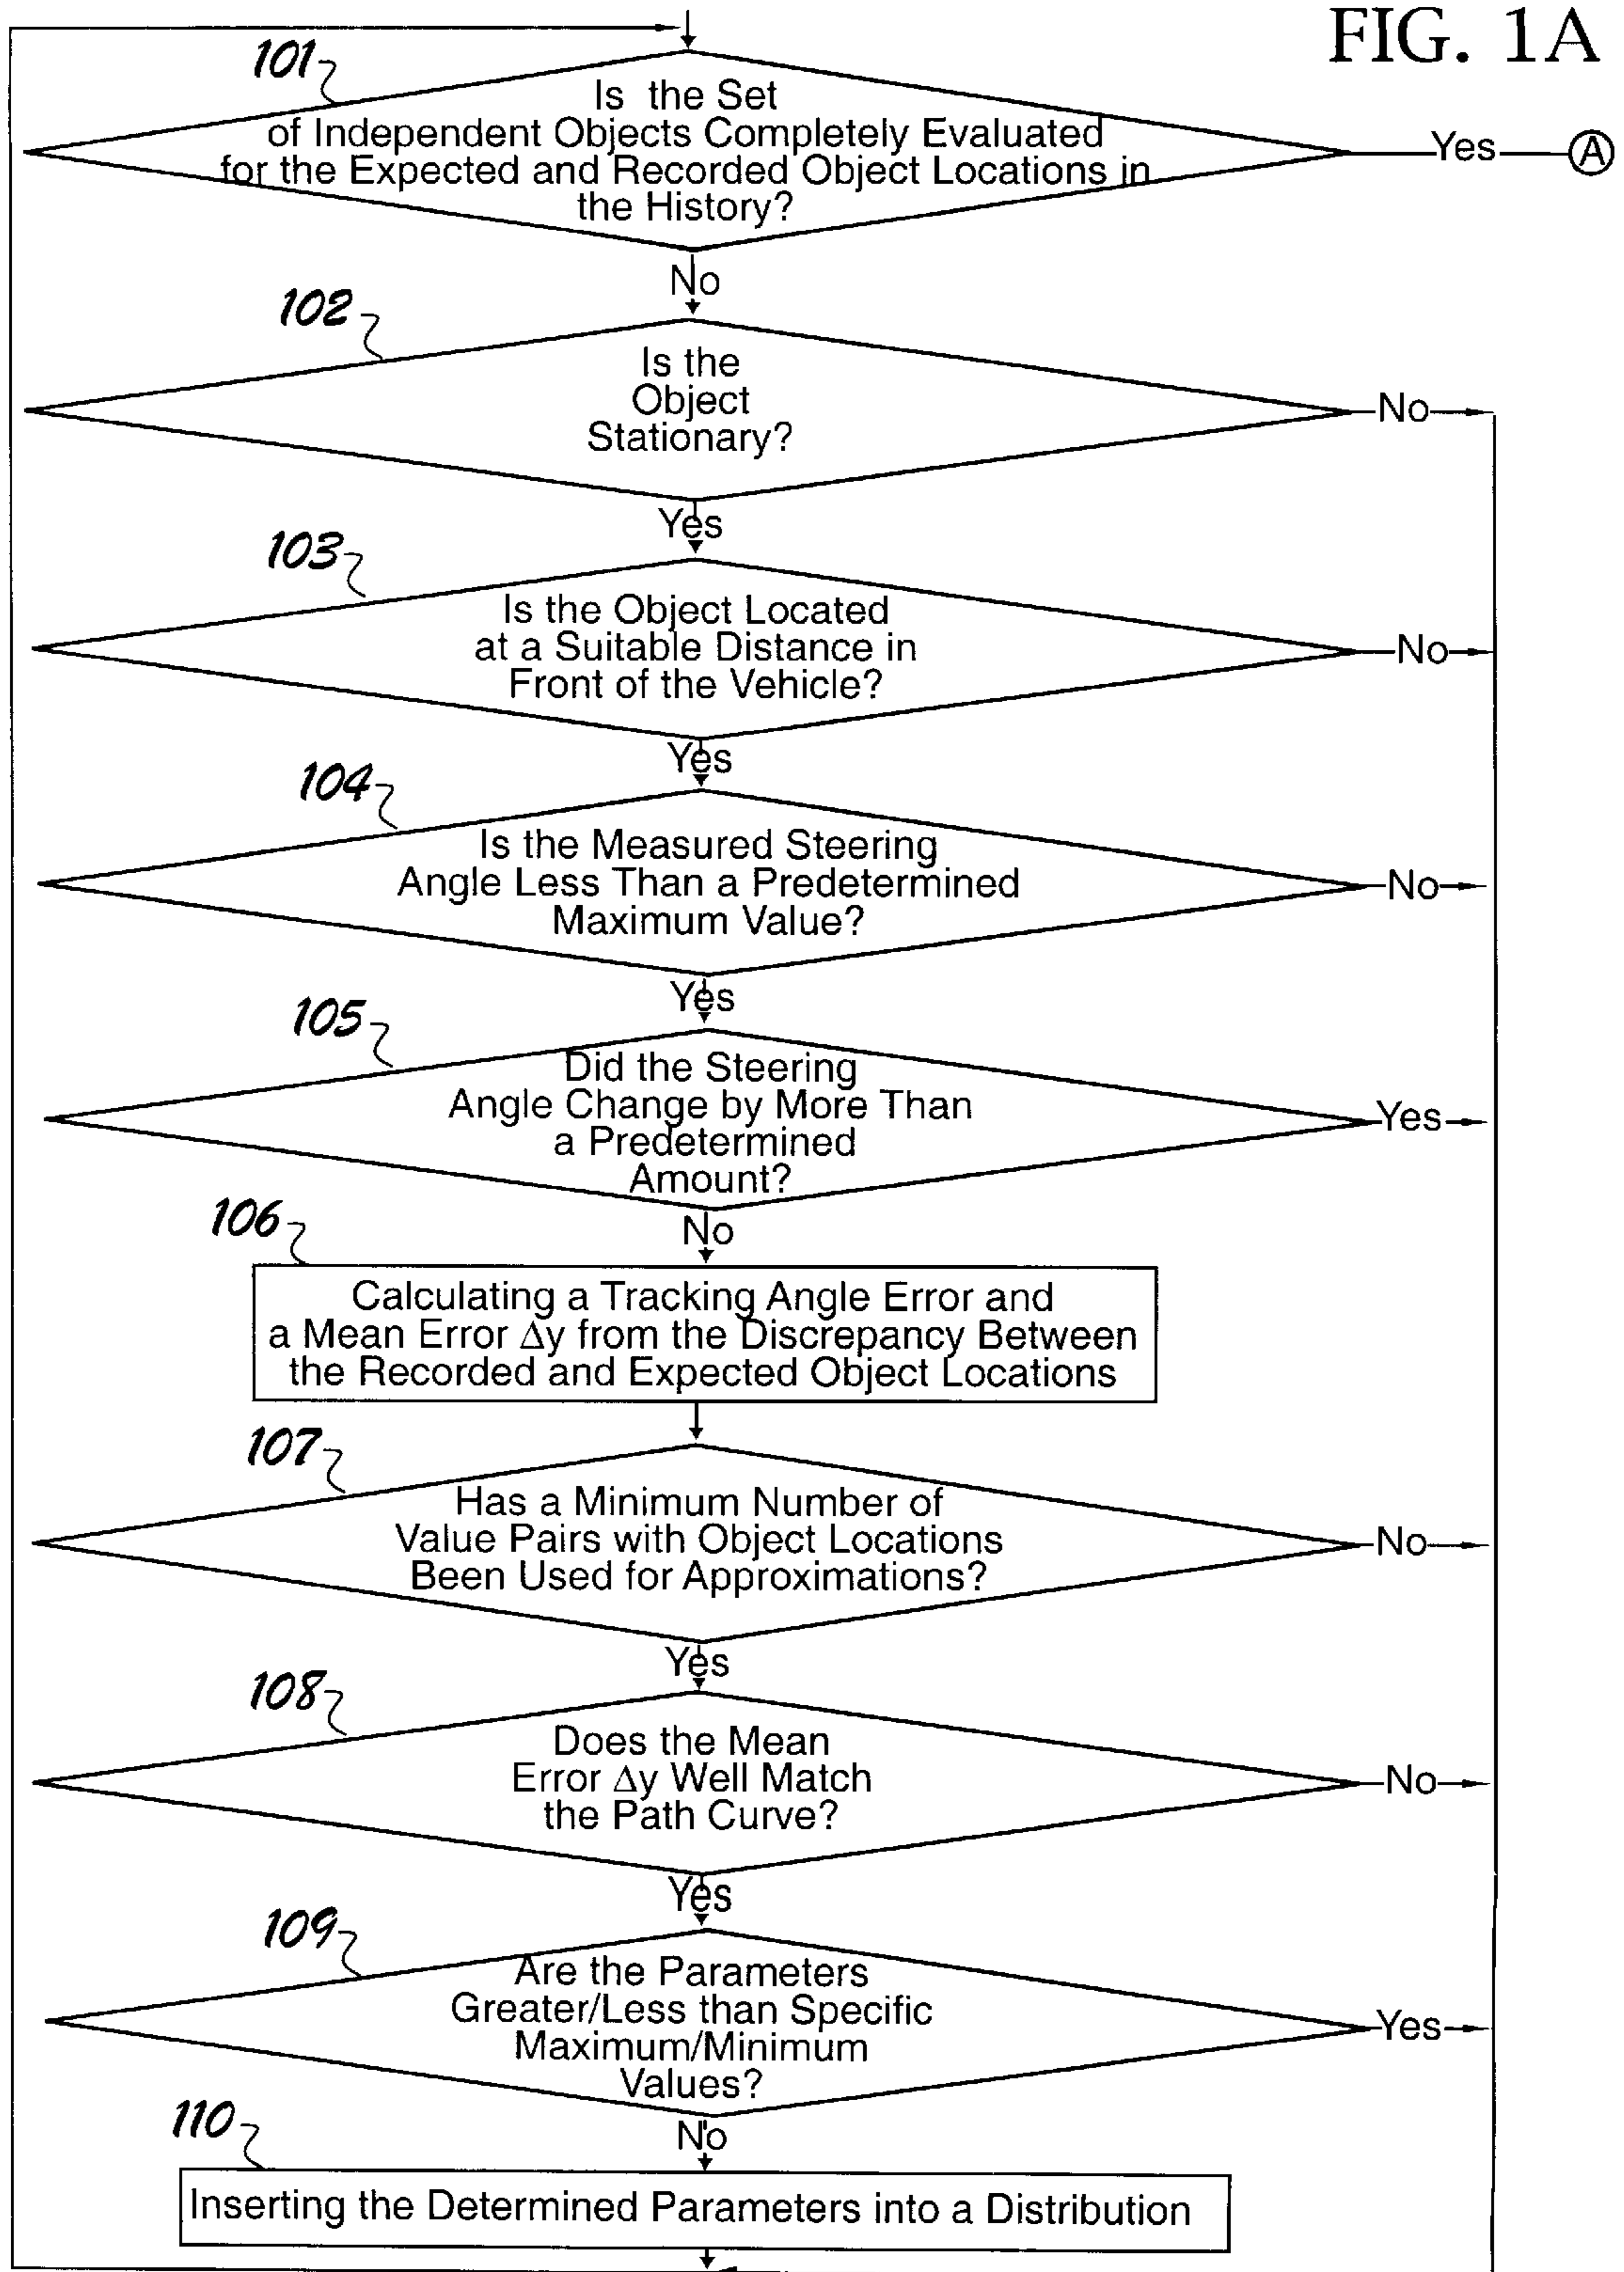 FIG. 1A
101
Is the Set
of Independent Objects Completely Evaluated
for the Expected and Recorded Object Locations in
the History?
Yes
A
No
102
Is the
Object
Stationary?
No
Yes
103
Is the Object Located
at a Suitable Distance in
Front of the Vehicle?
No
Yes
104
Is the Measured Steering
Angle Less Than a Predetermined
Maximum Value?
No
Yes
105
Did the Steering
Angle Change by More Than
a Predetermined
Amount?
Yes
No
106
Calculating a Tracking Angle Error and
a Mean Error Δy from the Discrepancy Between
the Recorded and Expected Object Locations
107
Has a Minimum Number of
Value Pairs with Object Locations
Been Used for Approximations?
No
Yes
108
Does the Mean
Error Δy Well Match
the Path Curve?
No
Yes
109
Are the Parameters
Greater/Less than Specific
Maximum/Minimum
Values?
Yes
No
110
Inserting the Determined Parameters into a Distribution